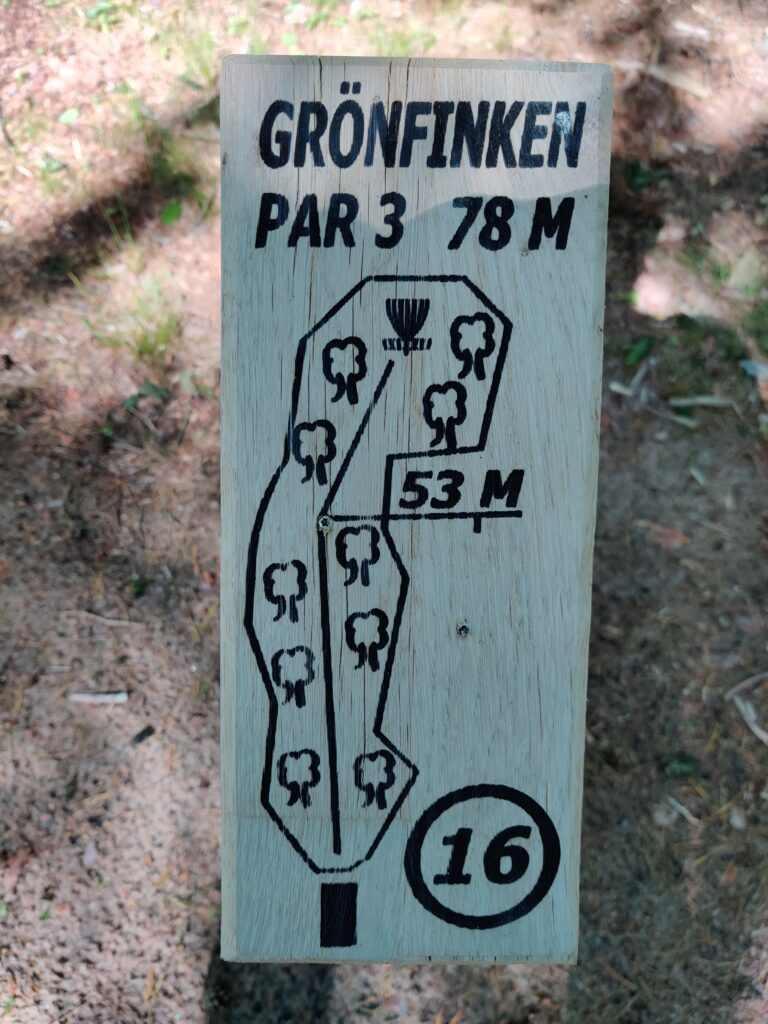 GRÖNFINKEN
PAR 3 78 M
53 M
16